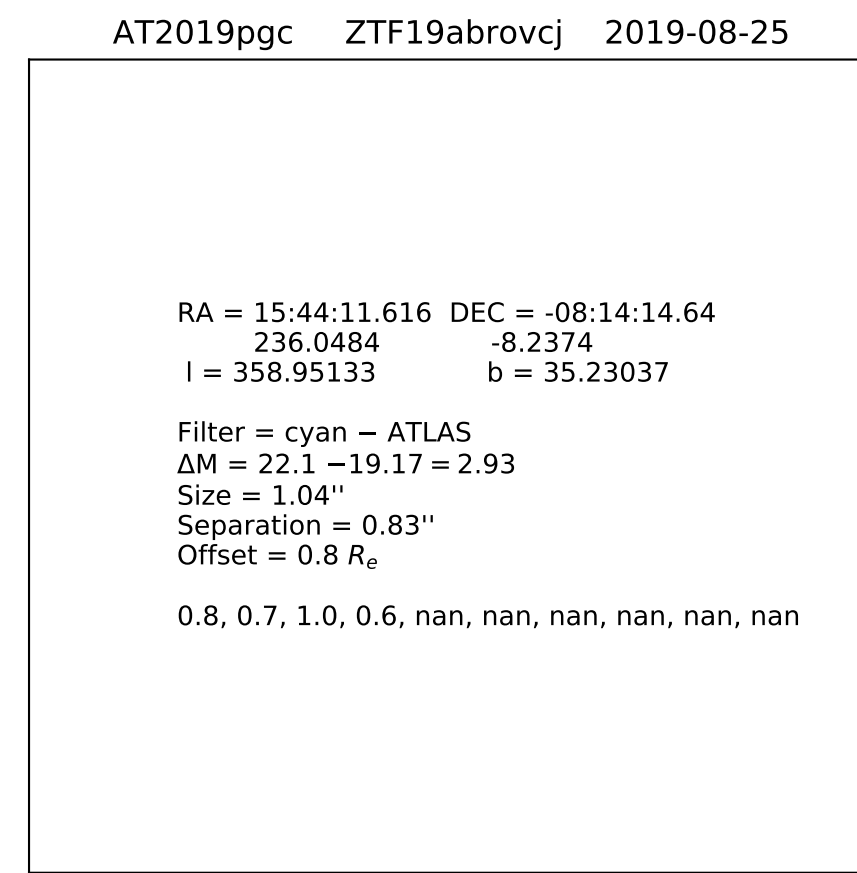 AT2019pgc ZTF19abrovcj 2019-08-25
RA = 15:44:11.616 DEC = -08:14:14.64
236.0484 -8.2374
l = 358.95133 b = 35.23037
Filter = cyan − ATLAS
ΔM = 22.1 −19.17 = 2.93
Size = 1.04''
Separation = 0.83''
Offset = 0.8 Re
0.8, 0.7, 1.0, 0.6, nan, nan, nan, nan, nan, nan